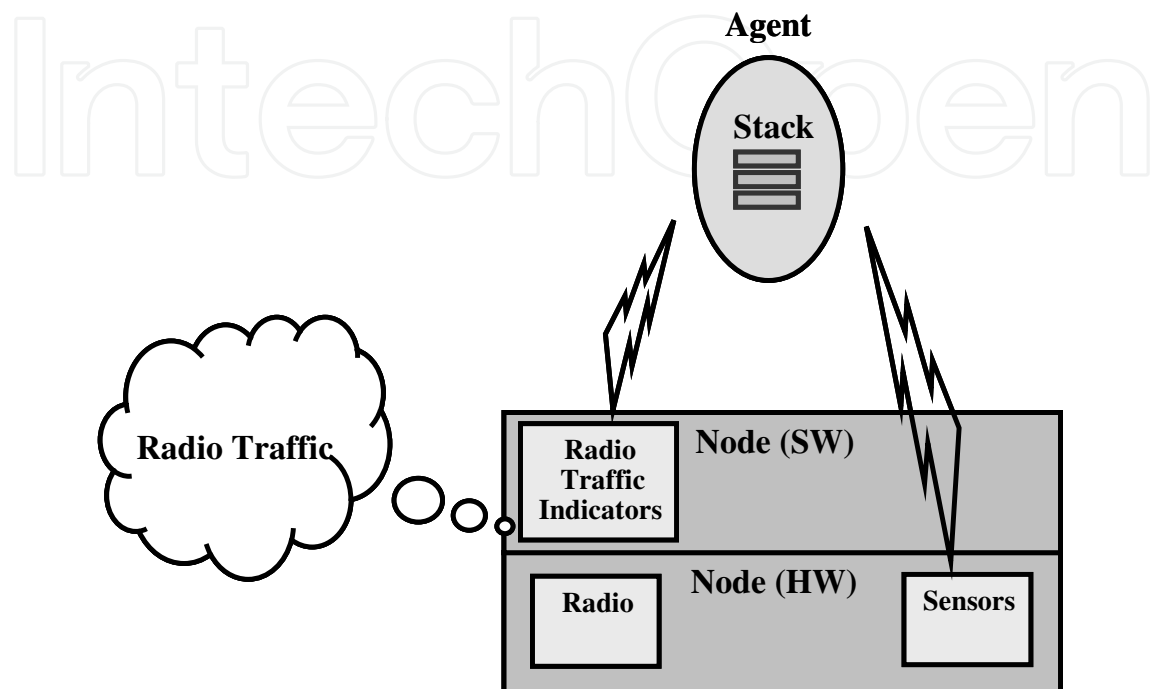 IntechOpen
Agent
Stack
Radio Traffic
Radio
Traffic
Indicators
Node (SW)
Node (HW)
Radio
Sensors